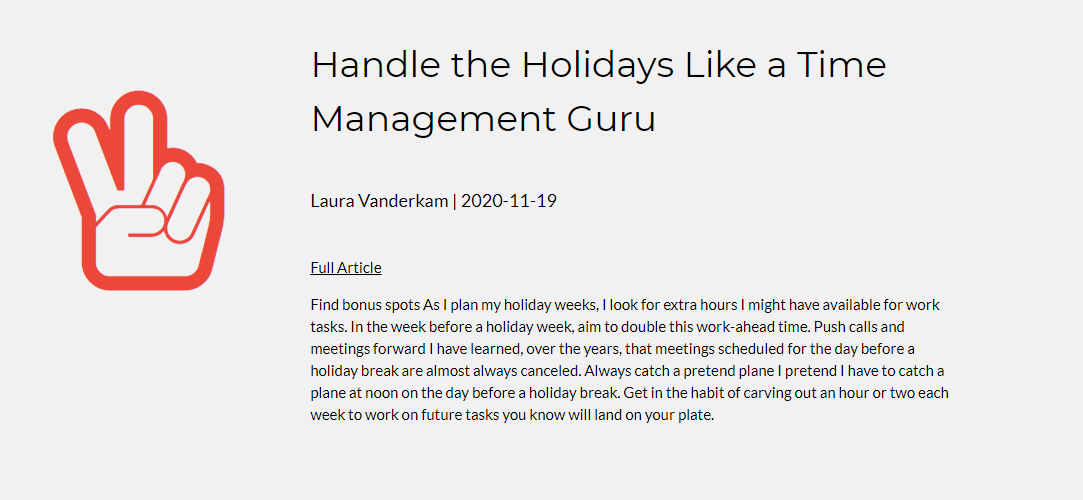 Handle the Holidays Like a Time
Management Guru
Laura Vanderkam | 2020-11-19
Full Article
Find bonus spots As I plan my holiday weeks, I look for extra hours I might have available for work
tasks. In the week before a holiday week, aim to double this work-ahead time. Push calls and
meetings forward I have learned, over the years, that meetings scheduled for the day before a
holiday break are almost always canceled. Always catch a pretend plane I pretend I have to catch a
plane at noon on the day before a holiday break. Get in the habit of carving out an hour or two each
week to work on future tasks you know will land on your plate.